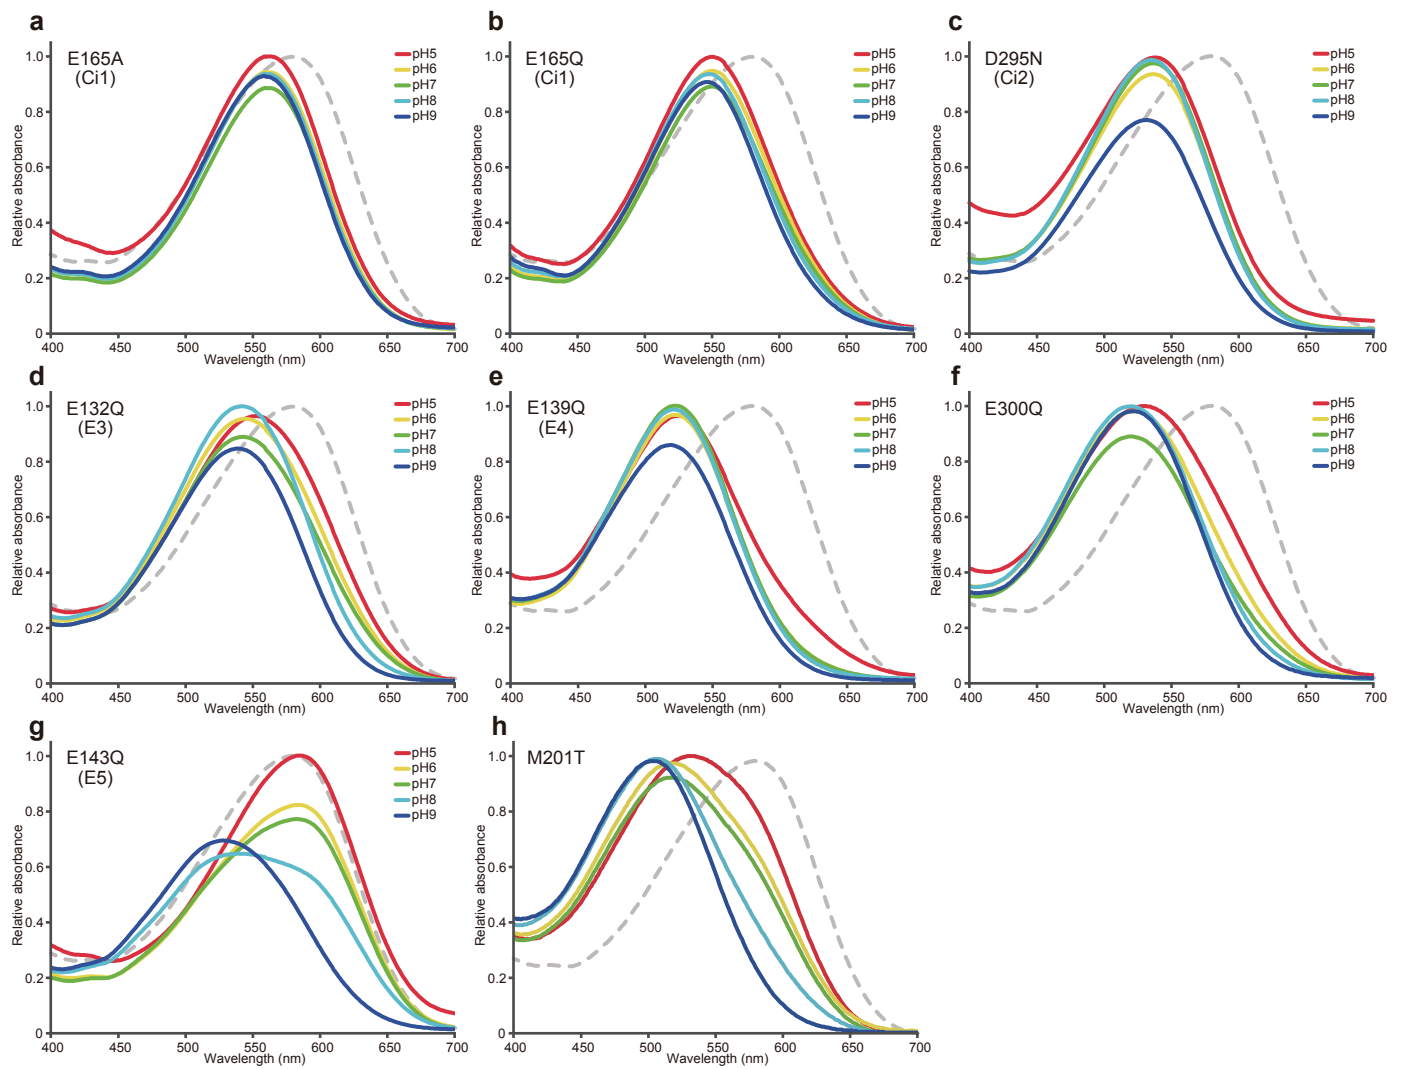 a
E165A
(Ci1)
pH5
pH6
pH7
pH8
pH9
Relative absorbance
1.0
0.8
0.6
0.4
0.2
0
400 450 500 550 600 650 700
Wavelength (nm)
b
E165Q
(Ci1)
pH5
pH6
pH7
pH8
pH9
Relative absorbance
1.0
0.8
0.6
0.4
0.2
0
400 450 500 550 600 650 700
Wavelength (nm)
c
D295N
(Ci2)
pH5
pH6
pH7
pH8
pH9
Relative absorbance
1.0
0.8
0.6
0.4
0.2
0
400 450 500 550 600 650 700
Wavelength (nm)
d
E132Q
(E3)
pH5
pH6
pH7
pH8
pH9
Relative absorbance
1.0
0.8
0.6
0.4
0.2
0
400 450 500 550 600 650 700
Wavelength (nm)
e
E139Q
(E4)
pH5
pH6
pH7
pH8
pH9
Relative absorbance
1.0
0.8
0.6
0.4
0.2
0
400 450 500 550 600 650 700
Wavelength (nm)
f
E300Q
pH5
pH6
pH7
pH8
pH9
Relative absorbance
1.0
0.8
0.6
0.4
0.2
0
400 450 500 550 600 650 700
Wavelength (nm)
g
E143Q
(E5)
pH5
pH6
pH7
pH8
pH9
Relative absorbance
1.0
0.8
0.6
0.4
0.2
0
400 450 500 550 600 650 700
Wavelength (nm)
h
M201T
Relative absorbance
1.0
0.8
0.6
0.4
0.2
0
400 450 500 550 600 650 700
Wavelength (nm)